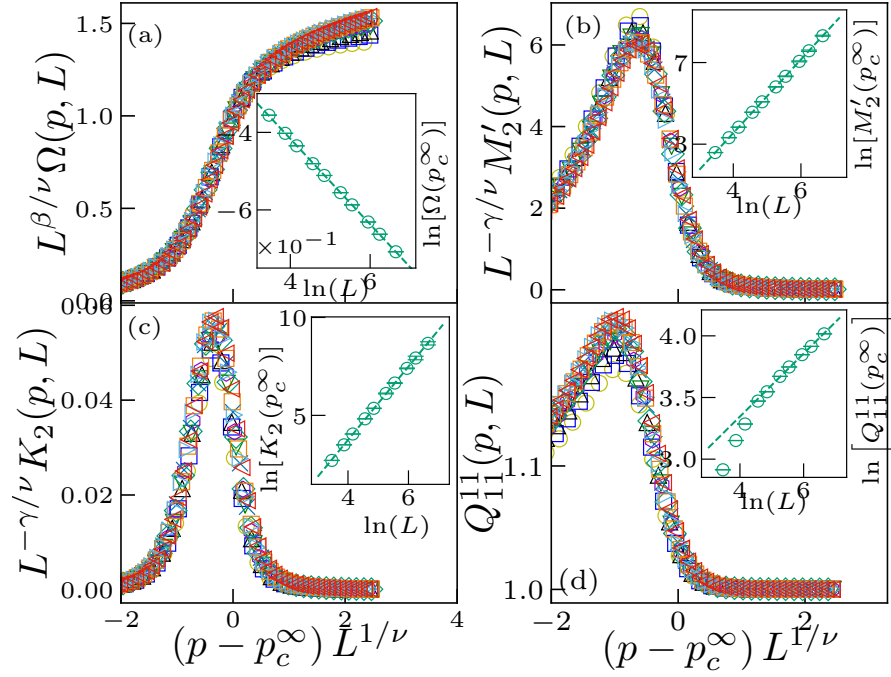 (a)
L^{β/ν}Ω(p, L)
1.5
1.0
0.5
0.0
−4
−6
×10^{−1}
4
6
ln(L)
ln[Ω(p_c^∞)]
(b)
L^{−γ/ν}M′_2(p, L)
6
4
2
0
7
3
4
6
ln(L)
ln[M′_2(p_c^∞)]
(c)
L^{−γ/ν}K_2(p, L)
0.06
0.04
0.02
0.00
−2
0
2
4
(p − p_c^∞) L^{1/ν}
10
5
4
6
ln(L)
ln[K_2(p_c^∞)]
(d)
Q_{11}^{11}(p, L)
1.1
1.0
−2
0
2
(p − p_c^∞) L^{1/ν}
4.0
3.5
3.0
4
6
ln(L)
ln [Q_{11}^{11}(p_c^∞)]